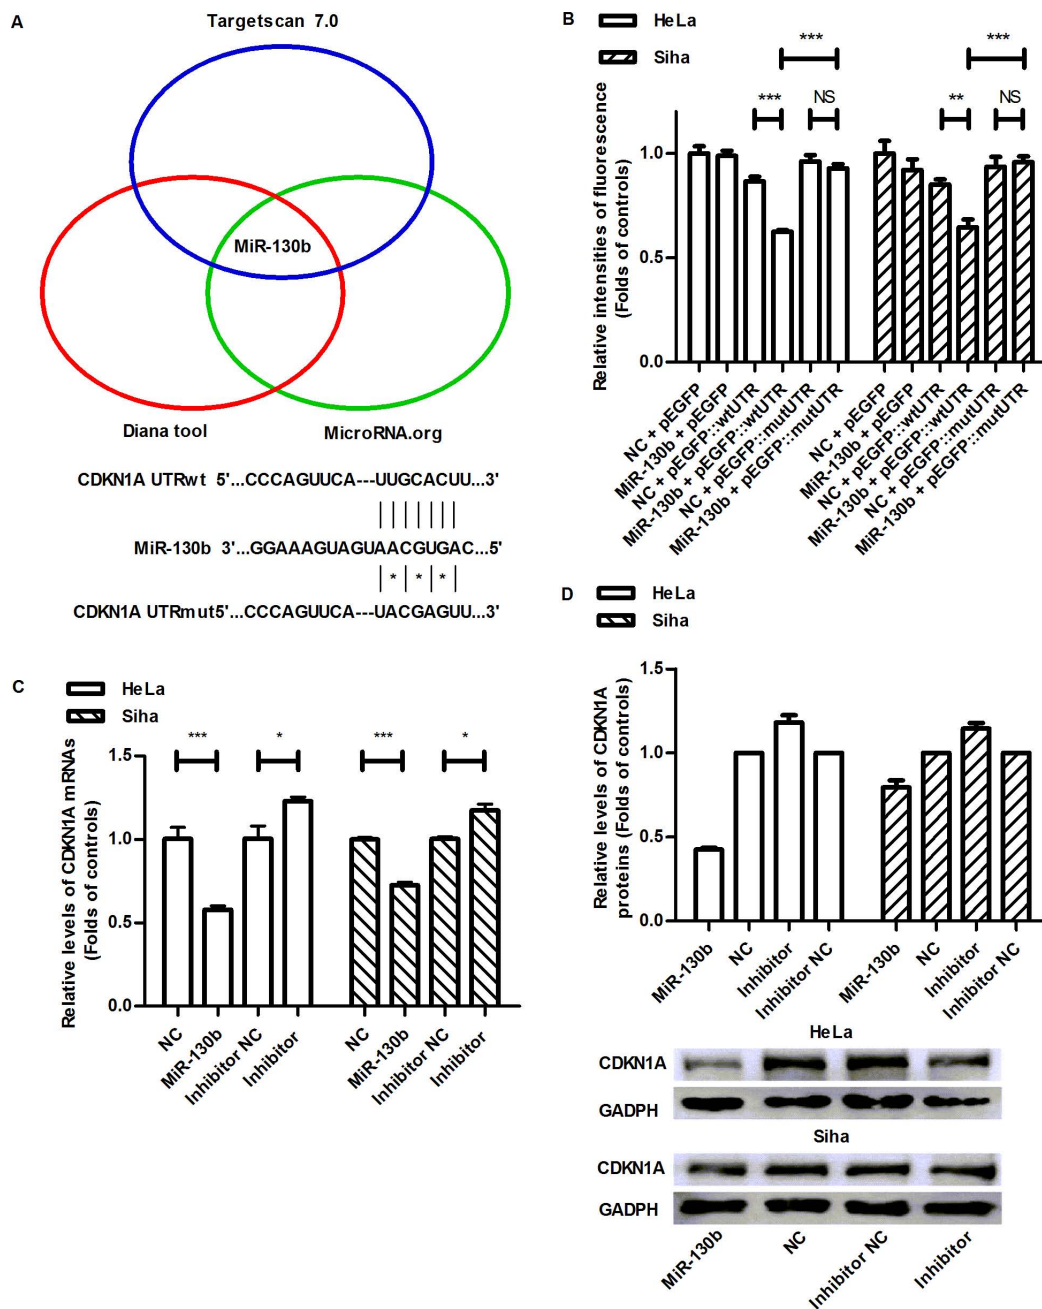 A
Targetscan 7.0
MiR-130b
Diana tool
MicroRNA.org
CDKN1A UTRwt 5'...CCCAGUUCA---UUGCACUU...3'
MiR-130b 3'...GGAAAGUAGUAACGUGAC...5'
* * *
CDKN1A UTRmut5'...CCCAGUUCA---UACGAGUU...3'
B
HeLa
Siha
*** ***
*** NS ** NS
Relative intensities of fluorescence
(Folds of controls)
1.0
0.5
0.0
NC + pEGFP
MiR-130b + pEGFP
NC + pEGFP::wtUTR
MiR-130b + pEGFP::wtUTR
NC + pEGFP::mutUTR
MiR-130b + pEGFP::mutUTR
NC + pEGFP
MiR-130b + pEGFP
NC + pEGFP::wtUTR
MiR-130b + pEGFP::wtUTR
NC + pEGFP::mutUTR
MiR-130b + pEGFP::mutUTR
C
HeLa
Siha
*** * *** *
Relative levels of CDKN1A mRNAs
(Folds of controls)
1.5
1.0
0.5
0.0
NC
MiR-130b
Inhibitor NC
Inhibitor
NC
MiR-130b
Inhibitor NC
Inhibitor
D
HeLa
Siha
Relative levels of CDKN1A
proteins (Folds of controls)
1.5
1.0
0.5
0.0
MiR-130b
NC
Inhibitor
Inhibitor NC
MiR-130b
NC
Inhibitor
Inhibitor NC
HeLa
CDKN1A
GADPH
Siha
CDKN1A
GADPH
MiR-130b
NC
Inhibitor NC
Inhibitor